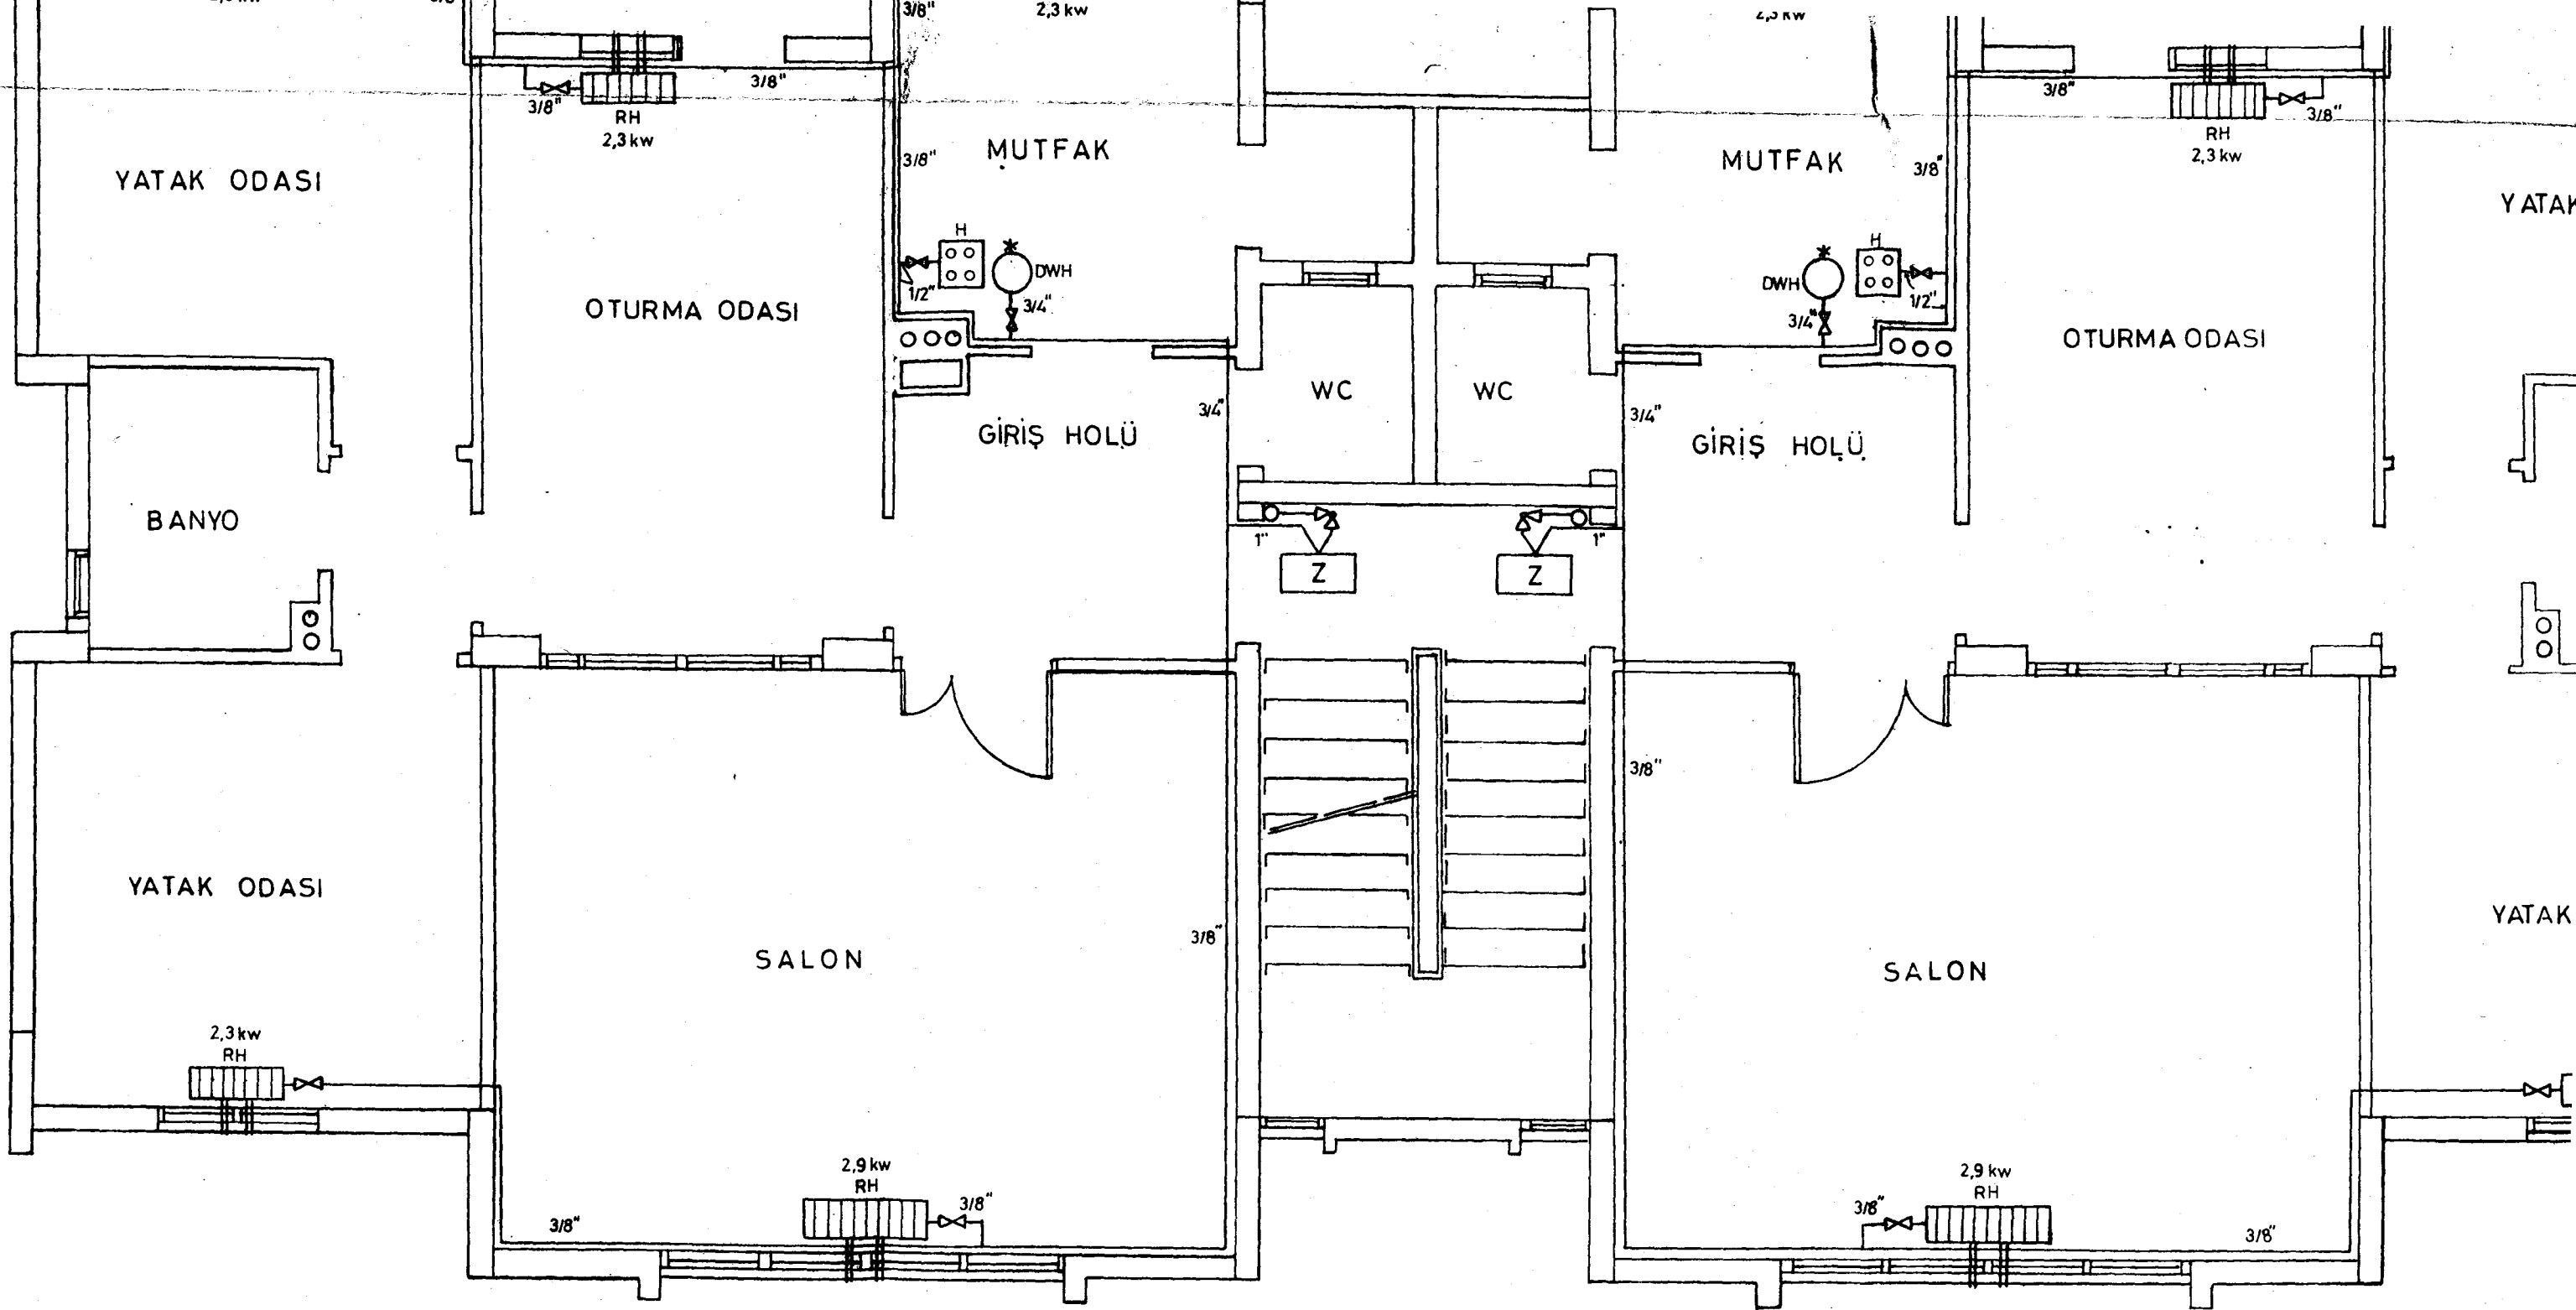 3/8"
2,3 kw
3/8"
3/8"
3/8"
3/8"
RH
2,3 kw
RH
2,3 kw
3/8"
MUTFAK
MUTFAK
3/8"
YATAK ODASI
YATAK
H
DWH
1/2"
3/4"
H
DWH
1/2"
3/4"
OTURMA ODASI
OTURMA ODASI
WC
WC
3/4"
3/4"
GİRİŞ HOLÜ
GİRİŞ HOLÜ
BANYO
1"
1"
Z
Z
3/8"
YATAK ODASI
YATAK
3/8"
SALON
SALON
2,3 kw
RH
2,9 kw
RH
3/8"
3/8"
2,9 kw
RH
3/8"
3/8"